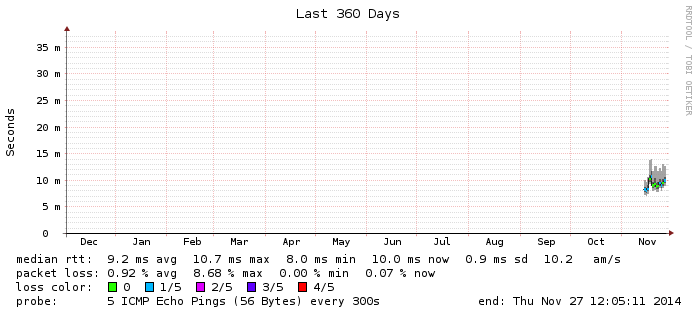 Last 360 Days
RRDTOOL / TOBI OETIKER
Seconds
35 m
30 m
25 m
20 m
15 m
10 m
5 m
0
Dec Jan Feb Mar Apr May Jun Jul Aug Sep Oct Nov
median rtt: 9.2 ms avg 10.7 ms max 8.0 ms min 10.0 ms now 0.9 ms sd 10.2 am/s
packet loss: 0.92 % avg 8.68 % max 0.00 % min 0.07 % now
loss color: 0 1/5 2/5 3/5 4/5
probe: 5 ICMP Echo Pings (56 Bytes) every 300s end: Thu Nov 27 12:05:11 2014